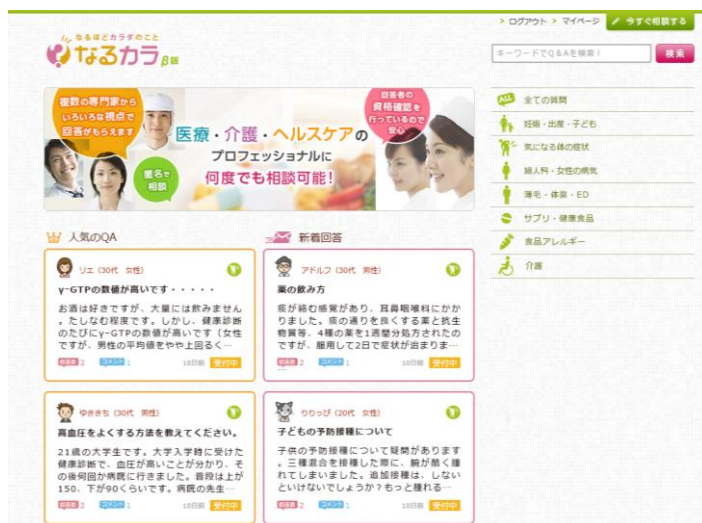 > ログアウト > マイページ 今すぐ相談する
なるほどカラダのこと
なるカラβ版
キーワードでQ&Aを検索！ 検索
複数の専門家から
いろいろな視点で
回答がもらえます
匿名で
相談
医療・介護・ヘルスケアの
プロフェッショナルに
何度でも相談可能！
回答者の
資格確認を
行っているので
安心
ALL 全ての質問
妊娠・出産・子ども
気になる体の症状
婦人科・女性の病気
薄毛・体臭・ED
サプリ・健康食品
食品アレルギー
介護
人気のQA
リエ (30代 女性)
γ-GTPの数値が高いです・・・・・
お酒は好きですが、大量には飲みません
。たしなむ程度です。しかし、健康診断
のたびにγ-GTPの数値が高いです（女性
ですが、男性の平均値をやや上回るく…
回答数 2 コメント 1 18日前 受付中
ゆきさち (30代 男性)
高血圧をよくする方法を教えてください。
21歳の大学生です。大学入学時に受けた
健康診断で、血圧が高いことが分かり、そ
の後何回か病院に行きました。普段は上が
150、下が90くらいです。病院の先生…
回答数 2 コメント 1 18日前 受付中
新着回答
アドルフ (30代 男性)
薬の飲み方
痰が絡む感覚があり、耳鼻咽喉科にかか
りました。痰の通りを良くする薬と抗生
物質等、4種の薬を1週間分処方されたの
ですが、服用して2日で症状が治まりま…
回答数 2 コメント 1 18日前 受付中
…
りりっぴ (20代 女性)
子どもの予防接種について
子供の予防接種について疑問があります
。三種混合を接種した際に、腕が酷く腫
れてしまいました。追加接種は、しない
といけないでしょうか？もっと腫れる…
回答数 2 コメント 1 18日前 受付中